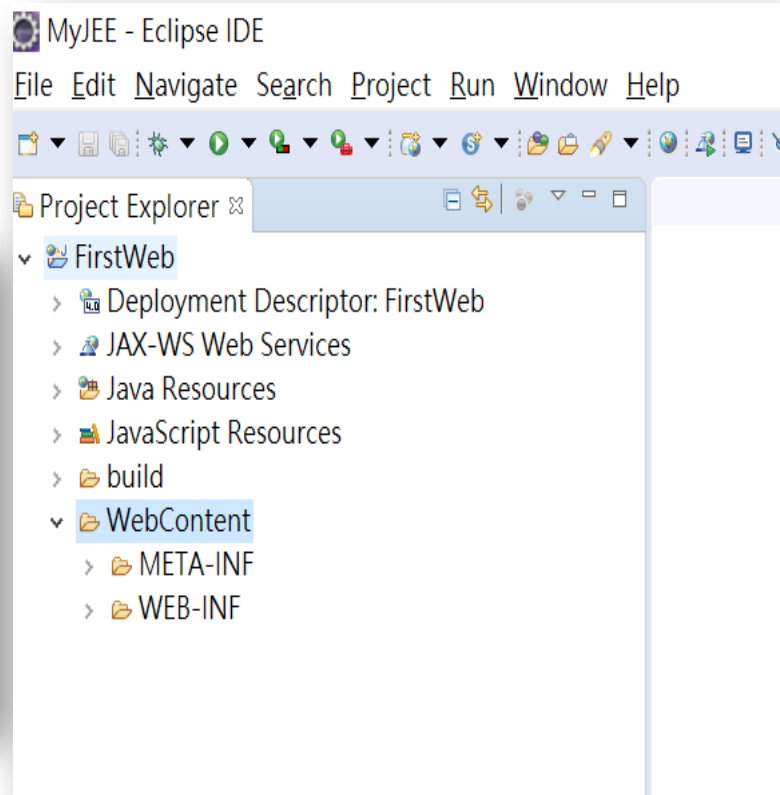 MyJEE - Eclipse IDE
File Edit Navigate Search Project Run Window Help
Project Explorer
FirstWeb
Deployment Descriptor: FirstWeb
JAX-WS Web Services
Java Resources
JavaScript Resources
build
WebContent
META-INF
WEB-INF